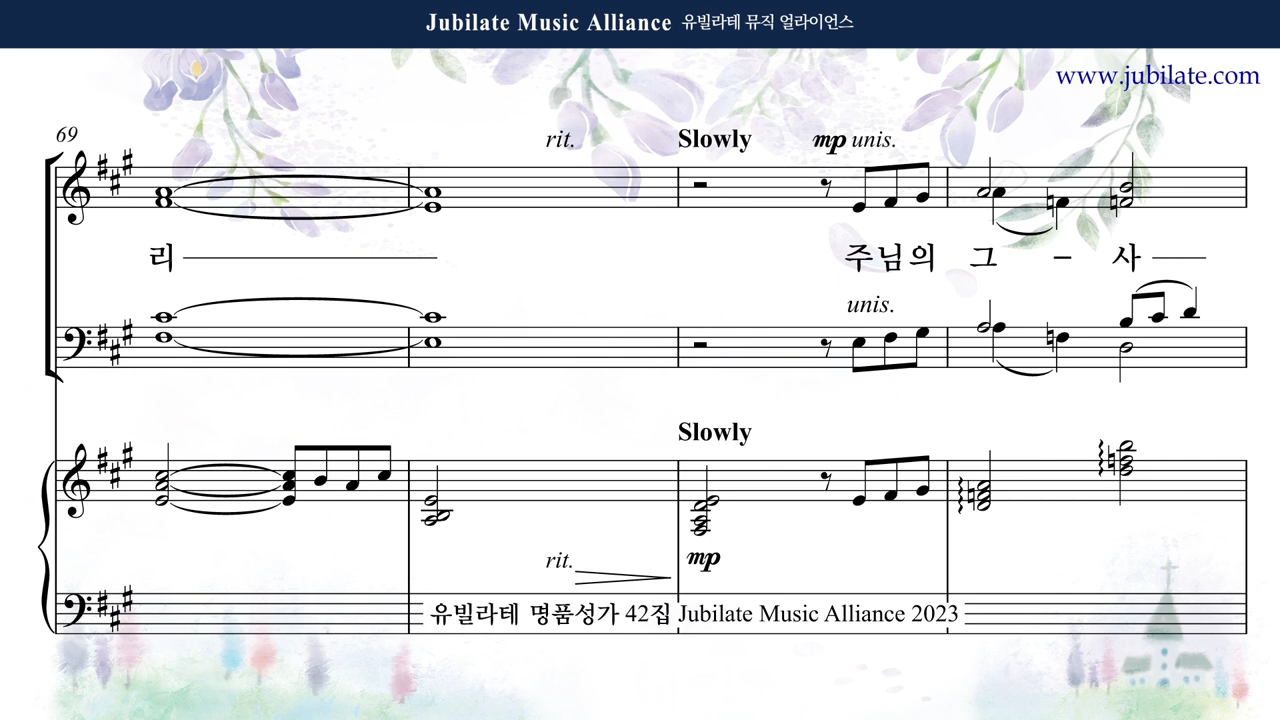 Jubilate Music Alliance 유빌라테 뮤직 얼라이언스
www.jubilate.com
69
rit. Slowly mp unis.
리 주님의 그 - 사
unis.
Slowly
rit. mp
유빌라테 명품성가 42집 Jubilate Music Alliance 2023